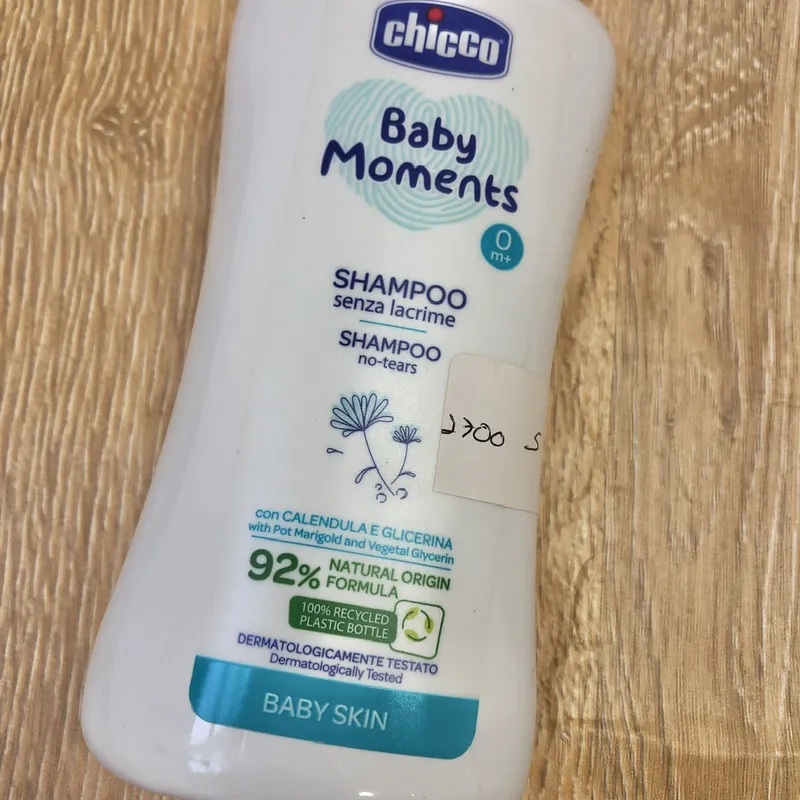 chicco
Baby
Moments
0
m+
SHAMPOO
senza lacrime
SHAMPOO
no-tears
2700 S
con CALENDULA E GLICERINA
with Pot Marigold and Vegetal Glycerin
92% NATURAL ORIGIN
FORMULA
100% RECYCLED
PLASTIC BOTTLE
DERMATOLOGICAMENTE TESTATO
Dermatologically Tested
BABY SKIN